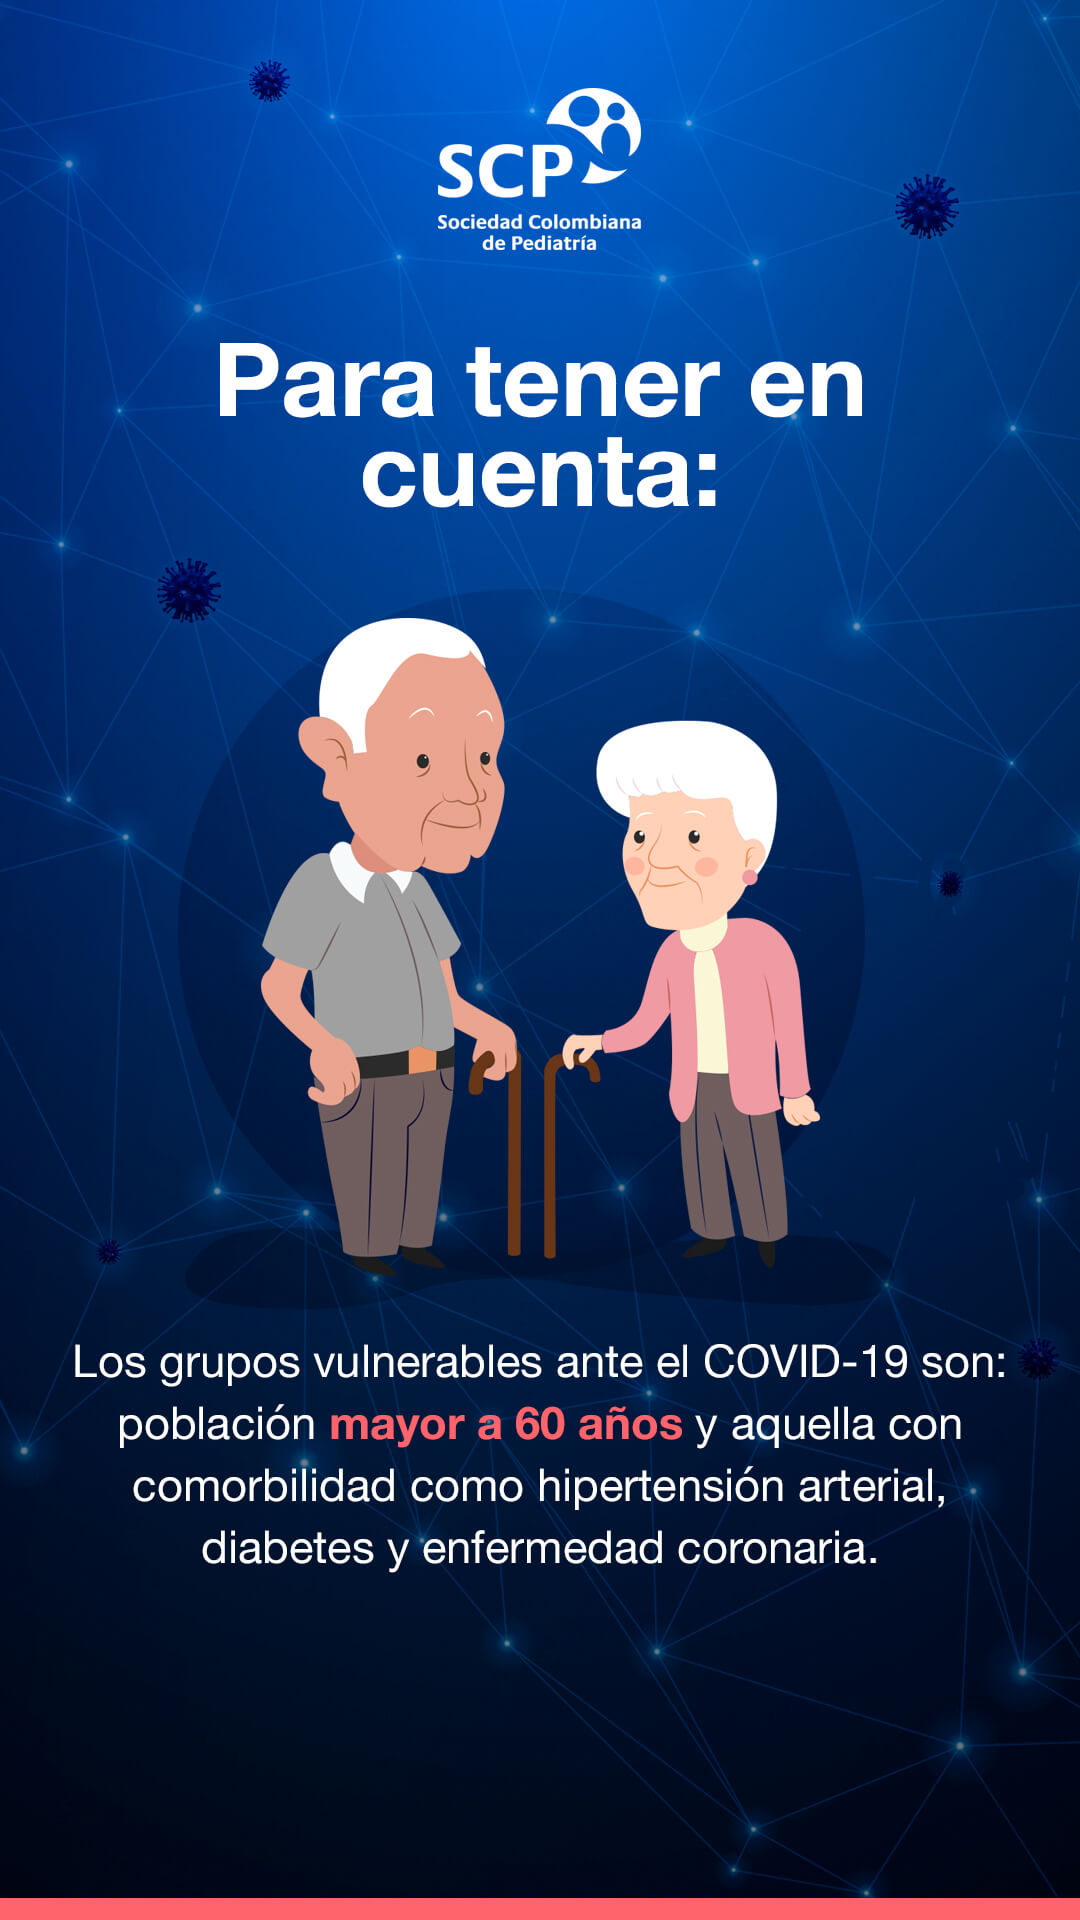 SCP
Sociedad Colombiana
de Pediatría
Para tener en
cuenta:
Los grupos vulnerables ante el COVID-19 son:
población mayor a 60 años y aquella con
comorbilidad como hipertensión arterial,
diabetes y enfermedad coronaria.